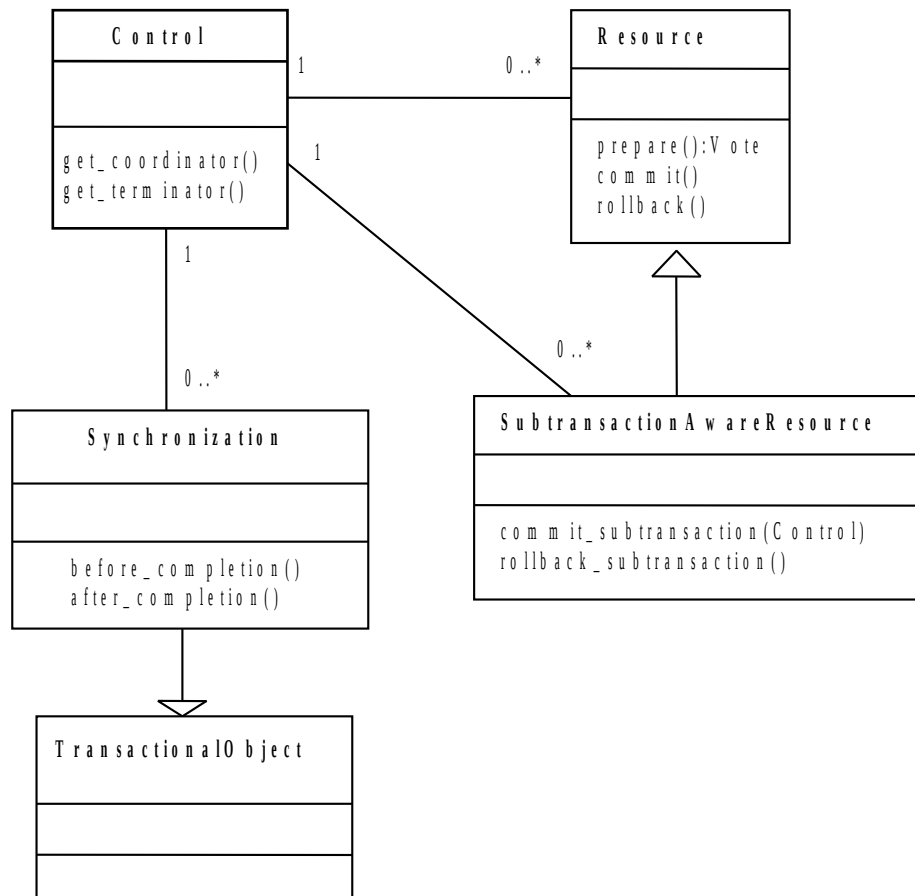 Control
Resource
1
0..*
get_coordinator()
get_terminator()
1
prepare():Vote
commit()
rollback()
1
0..*
0..*
Synchronization
SubtransactionAwareResource
before_completion()
after_completion()
commit_subtransaction(Control)
rollback_subtransaction()
TransactionalObject